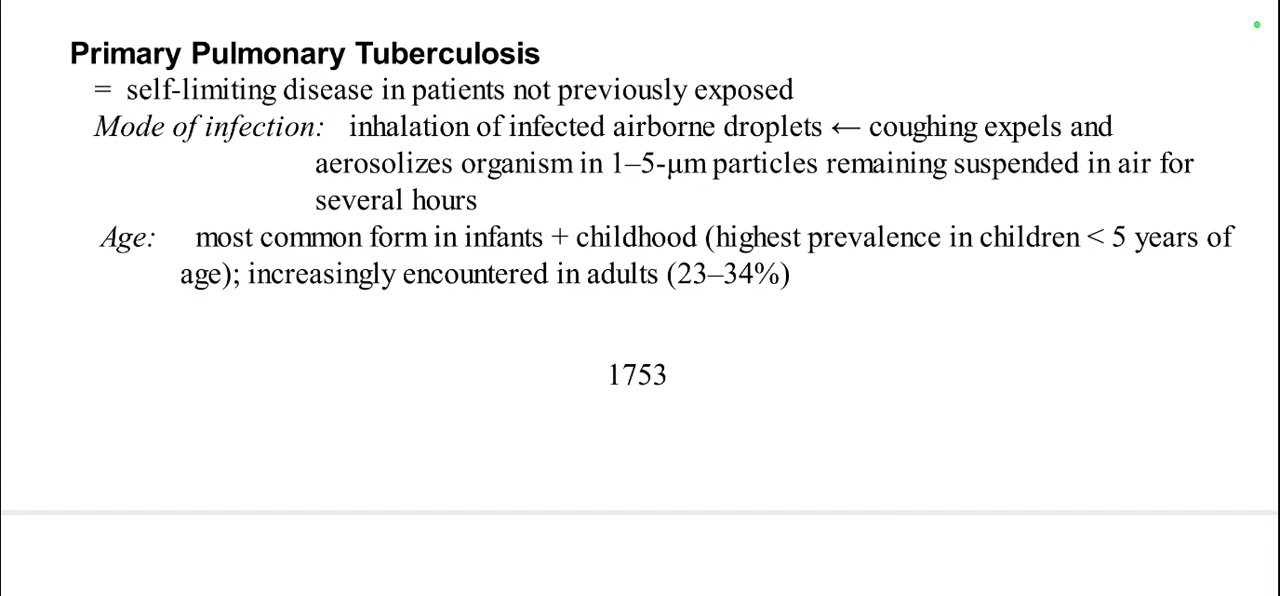 Primary Pulmonary Tuberculosis
= self-limiting disease in patients not previously exposed
Mode of infection: inhalation of infected airborne droplets ← coughing expels and
aerosolizes organism in 1–5-μm particles remaining suspended in air for
several hours
Age: most common form in infants + childhood (highest prevalence in children < 5 years of
age); increasingly encountered in adults (23–34%)
1753